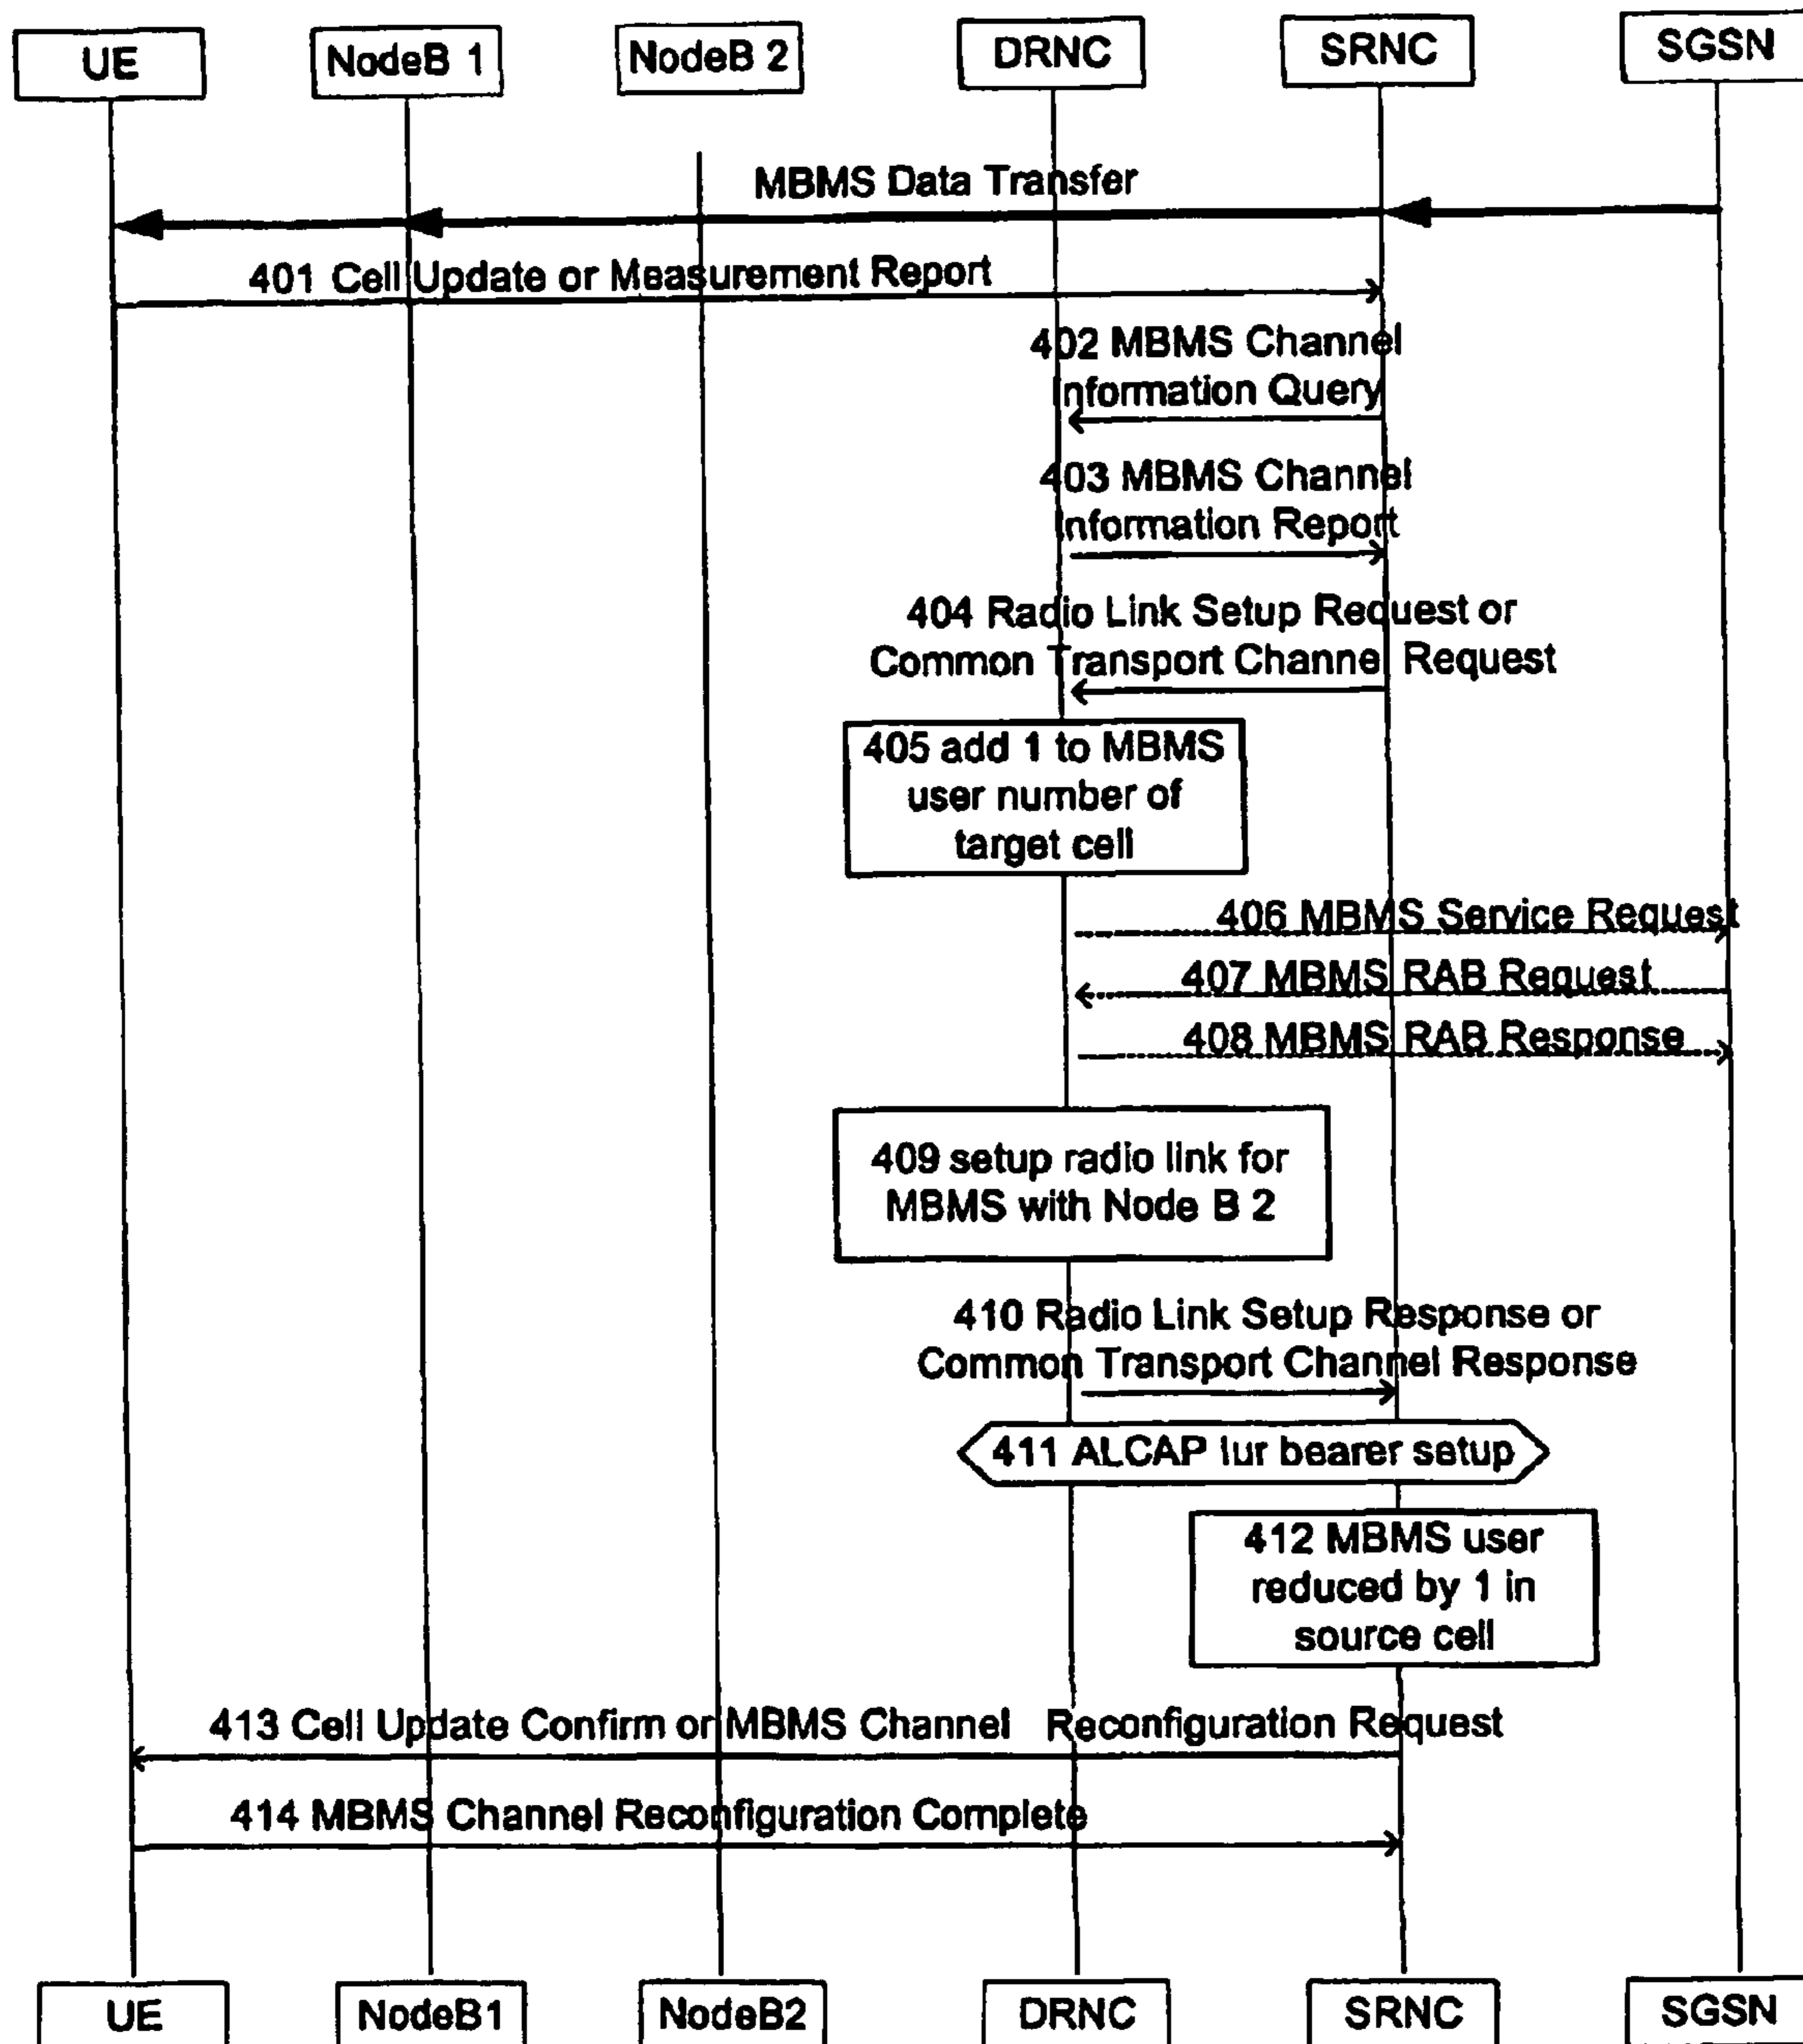 UE
NodeB 1
NodeB 2
DRNC
SRNC
SGSN
MBMS Data Transfer
401 Cell Update or Measurement Report
402 MBMS Channel
Information Query
403 MBMS Channel
Information Report
404 Radio Link Setup Request or
Common Transport Channel Request
405 add 1 to MBMS
user number of
target cell
406 MBMS Service Request
407 MBMS RAB Request
408 MBMS RAB Response
409 setup radio link for
MBMS with Node B 2
410 Radio Link Setup Response or
Common Transport Channel Response
411 ALCAP Iur bearer setup
412 MBMS user
reduced by 1 in
source cell
413 Cell Update Confirm or MBMS Channel Reconfiguration Request
414 MBMS Channel Reconfiguration Complete
UE
NodeB1
NodeB2
DRNC
SRNC
SGSN